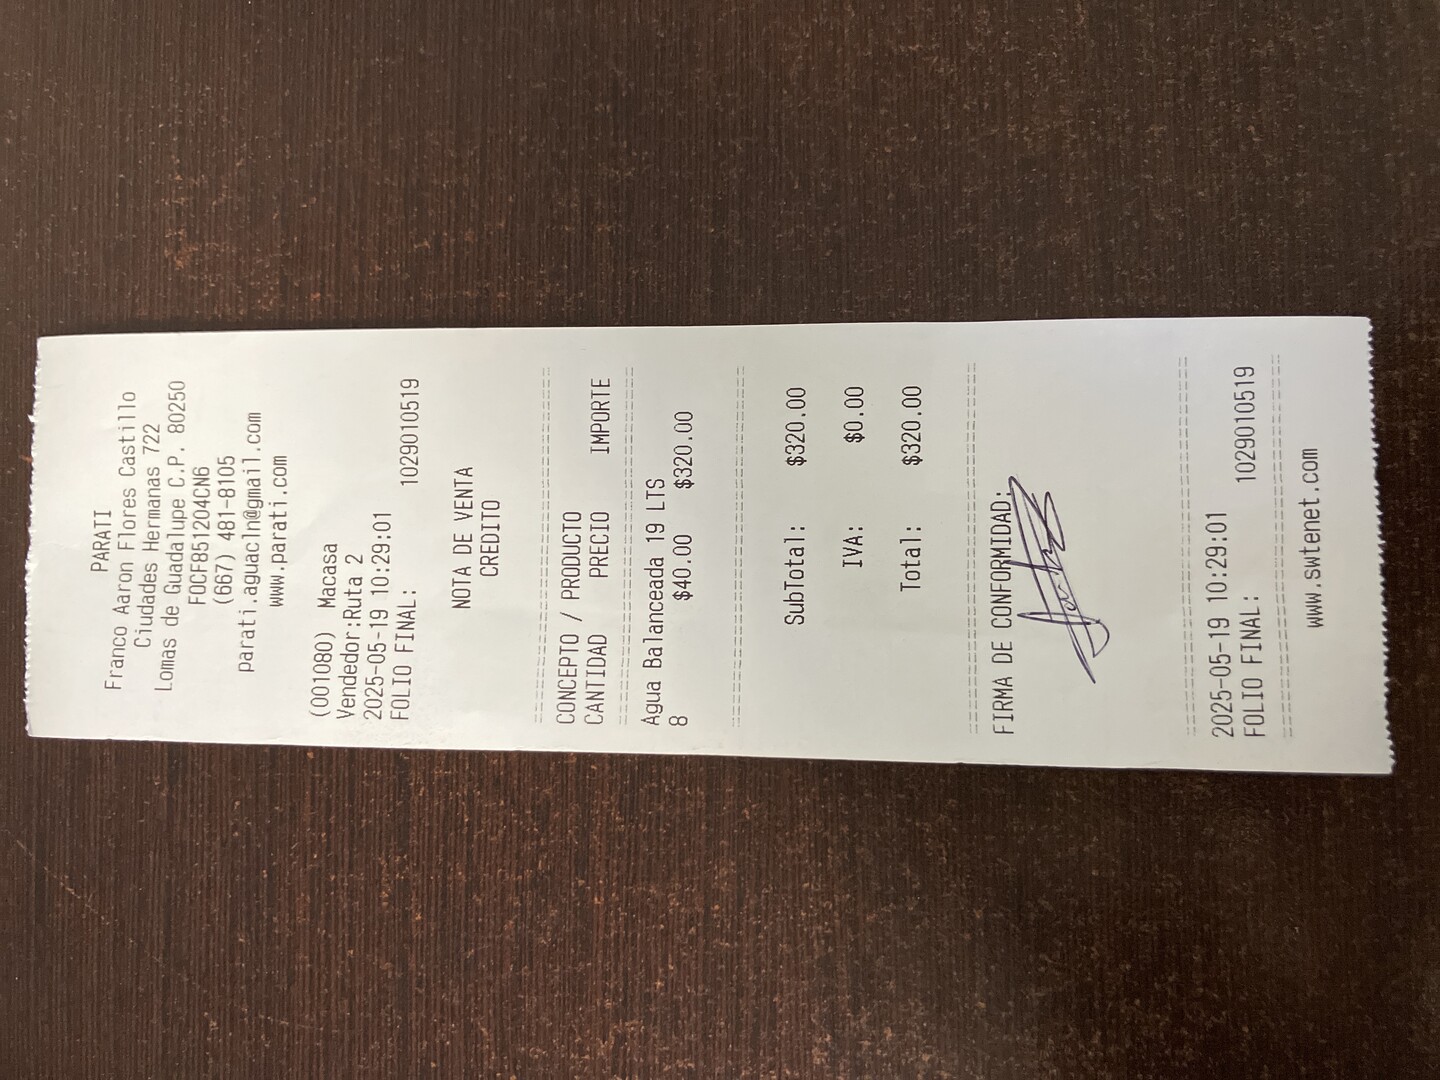 PARATI
Franco Aaron Flores Castillo
Ciudades Hermanas 722
Lomas de Guadalupe C.P. 80250
FOCF851204CN6
(667) 481-8105
parati.aguacln@gmail.com
www.parati.com
(001080) Macasa
Vendedor:Ruta 2
2025-05-19 10:29:01
FOLIO FINAL: 1029010519
NOTA DE VENTA
CREDITO
CONCEPTO / PRODUCTO
CANTIDAD PRECIO IMPORTE
Agua Balanceada 19 LTS
8 $40.00 $320.00
SubTotal: $320.00
IVA: $0.00
Total: $320.00
FIRMA DE CONFORMIDAD:
2025-05-19 10:29:01
FOLIO FINAL: 1029010519
www.swtenet.com